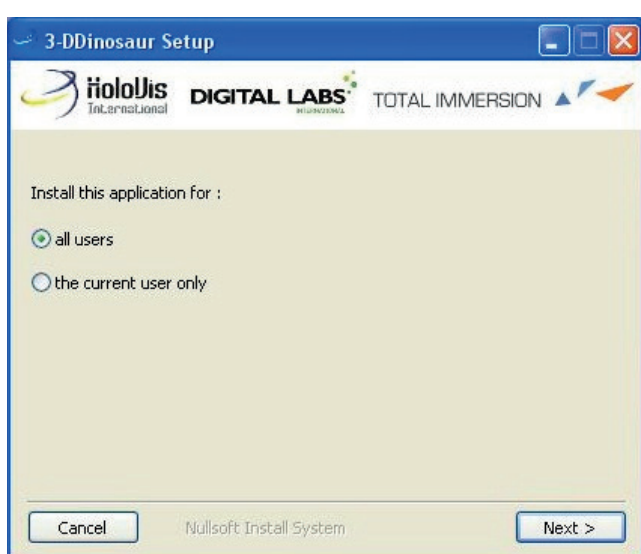 3-DDinosaur Setup
HoloVis
International
DIGITAL LABS
INTERNATIONAL
TOTAL IMMERSION
Install this application for :
all users
the current user only
Cancel
Nullsoft Install System
Next >